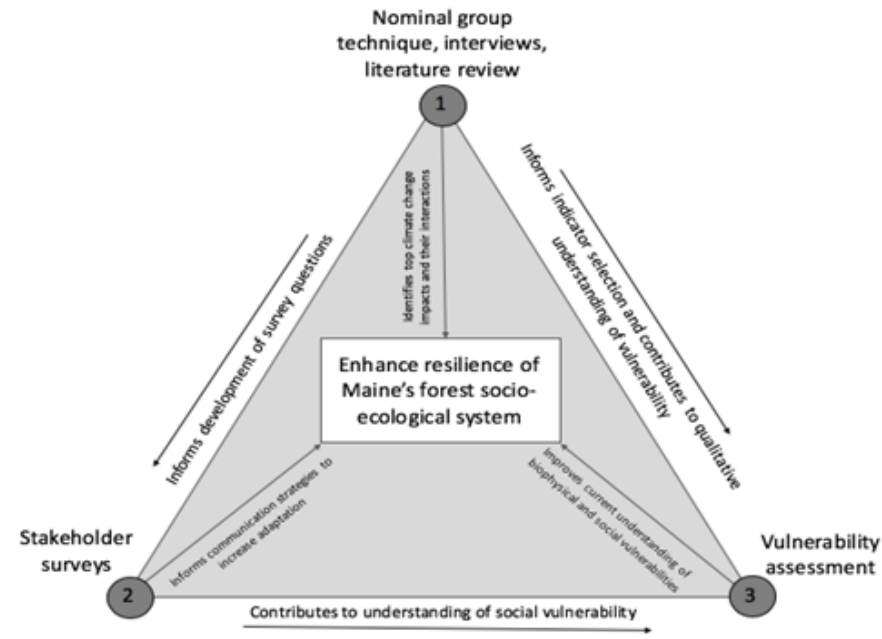 Nominal group
technique, interviews,
literature review
1
Informs indicator selection and contributes to qualitative
understanding of vulnerability
Identifies top climate change
impacts and their interactions
Informs development of survey questions
Enhance resilience of
Maine's forest socio-
ecological system
Informs communication strategies to
increase adaptation
Improves current understanding of
biophysical and social vulnerabilities
Stakeholder
surveys
2
Vulnerability
assessment
3
Contributes to understanding of social vulnerability